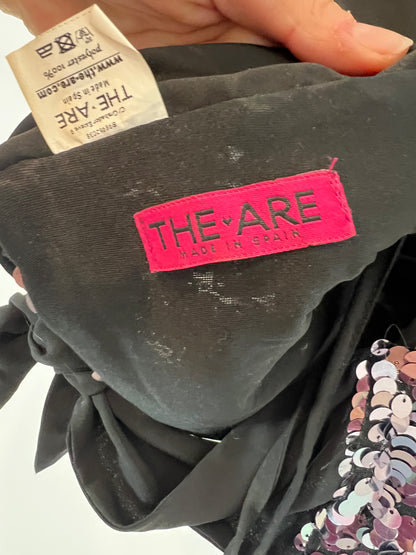 THE♥ARE
MADE IN SPAIN
THE·ARE
Made in Spain
www.the-are.com
polyester 100%